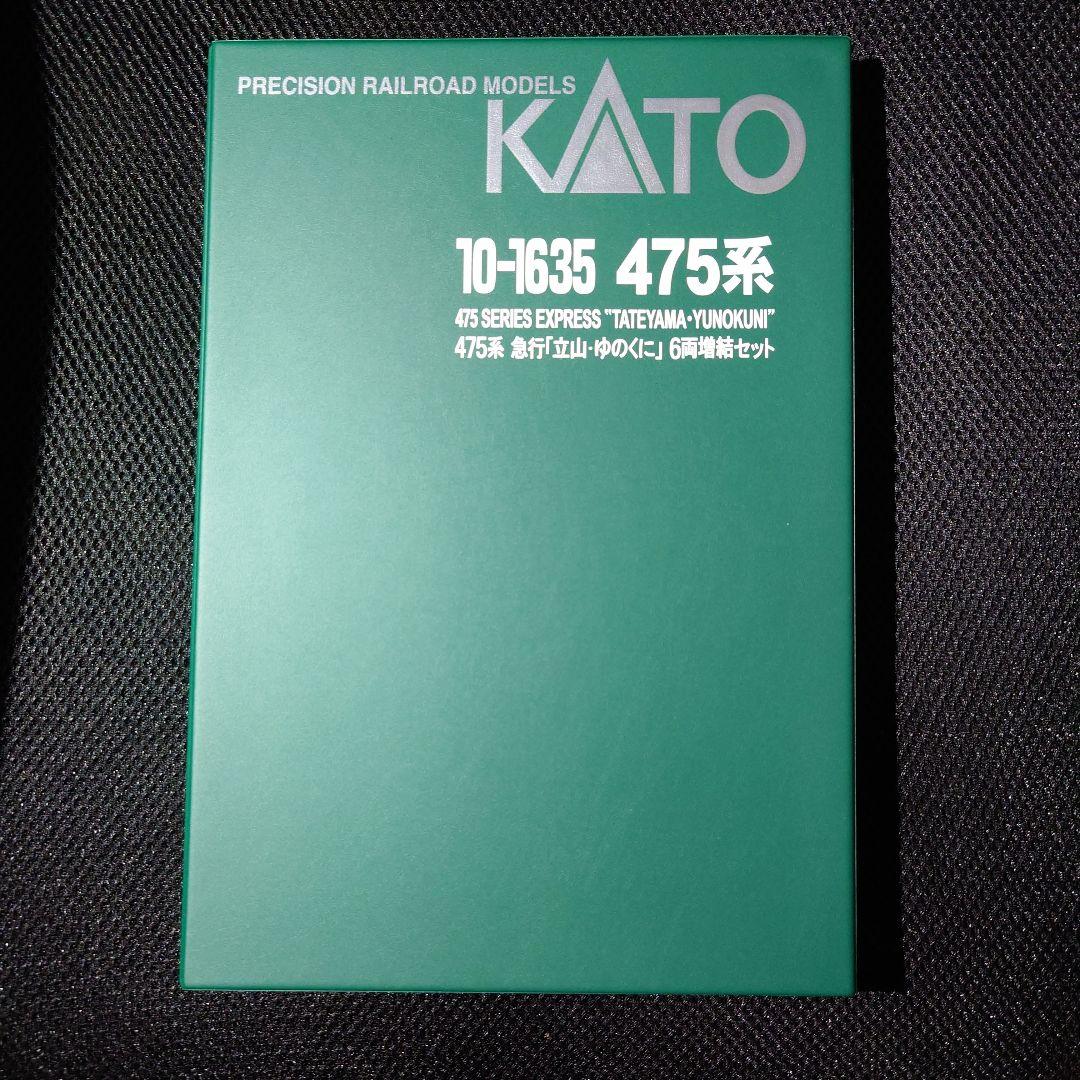 PRECISION RAILROAD MODELS
KATO
10-1635 475系
475 SERIES EXPRESS "TATEYAMA・YUNOKUNI"
475系 急行「立山・ゆのくに」 6両増結セット